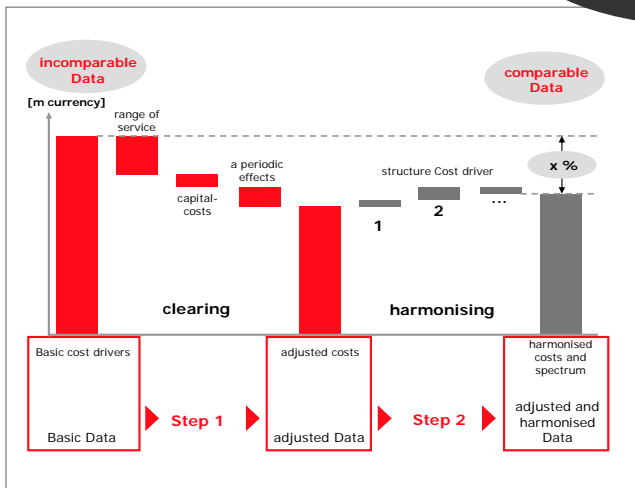 incomparable
Data
comparable
Data
[m currency]
range of
service
a periodic
effects
structure Cost driver
x %
capital-
costs
1
2
...
clearing
harmonising
Basic cost drivers
Basic Data
Step 1
adjusted costs
adjusted Data
Step 2
harmonised
costs and
spectrum
adjusted and
harmonised
Data